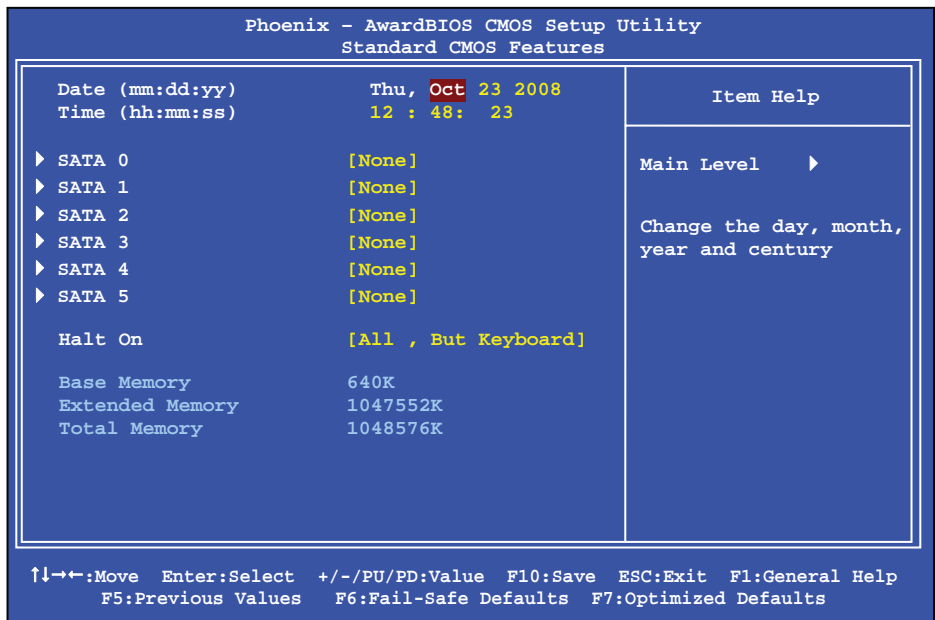 Phoenix – AwardBIOS CMOS Setup Utility
Standard CMOS Features
Date (mm:dd:yy) Thu, Oct 23 2008
Time (hh:mm:ss) 12 : 48: 23
SATA 0 [None]
SATA 1 [None]
SATA 2 [None]
SATA 3 [None]
SATA 4 [None]
SATA 5 [None]
Halt On [All , But Keyboard]
Base Memory 640K
Extended Memory 1047552K
Total Memory 1048576K
Item Help
Main Level
Change the day, month,
year and century
↑↓→←:Move Enter:Select +/-/PU/PD:Value F10:Save ESC:Exit F1:General Help
F5:Previous Values F6:Fail-Safe Defaults F7:Optimized Defaults